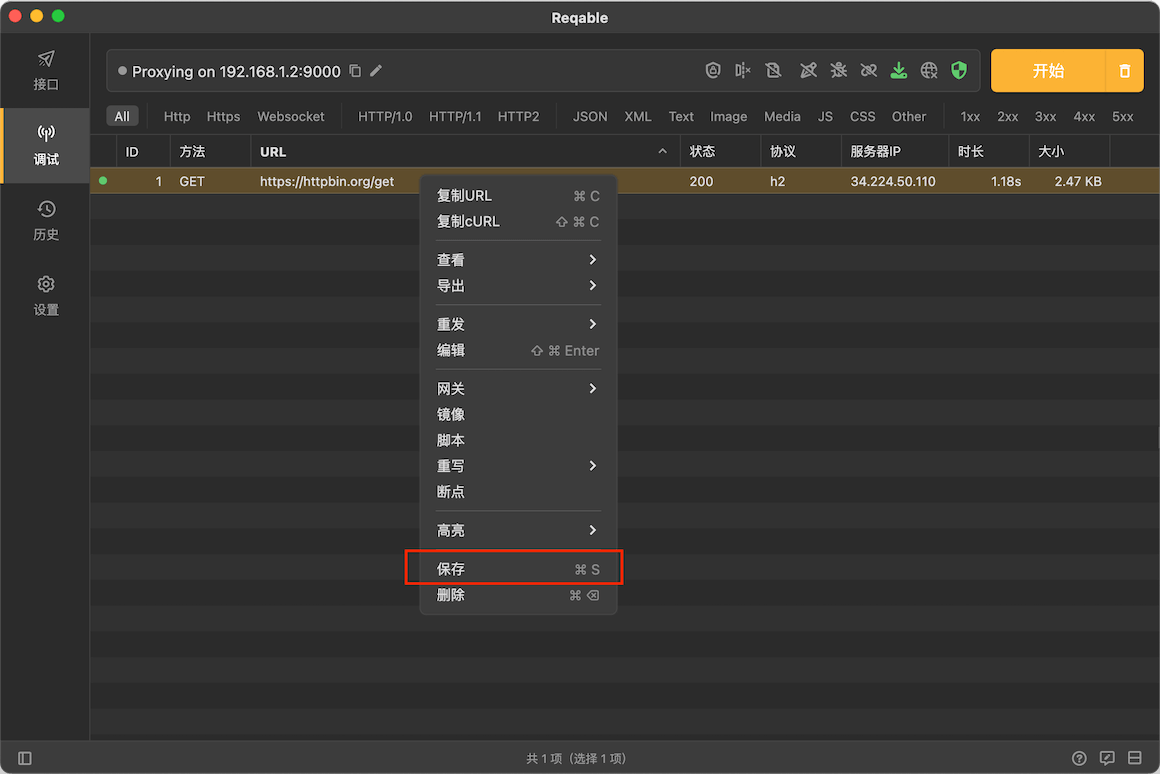 Reqable
接口
Proxying on 192.168.1.2:9000
开始
All Http Https Websocket HTTP/1.0 HTTP/1.1 HTTP2 JSON XML Text Image Media JS CSS Other 1xx 2xx 3xx 4xx 5xx
调试
ID 方法 URL 状态 协议 服务器IP 时长 大小
1 GET https://httpbin.org/get 200 h2 34.224.50.110 1.18s 2.47 KB
历史
设置
复制URL ⌘ C
复制cURL ⇧ ⌘ C
查看
导出
重发
编辑 ⇧ ⌘ Enter
网关
镜像
脚本
重写
断点
高亮
保存 ⌘ S
删除 ⌘ ⌫
共 1 项（选择 1 项）